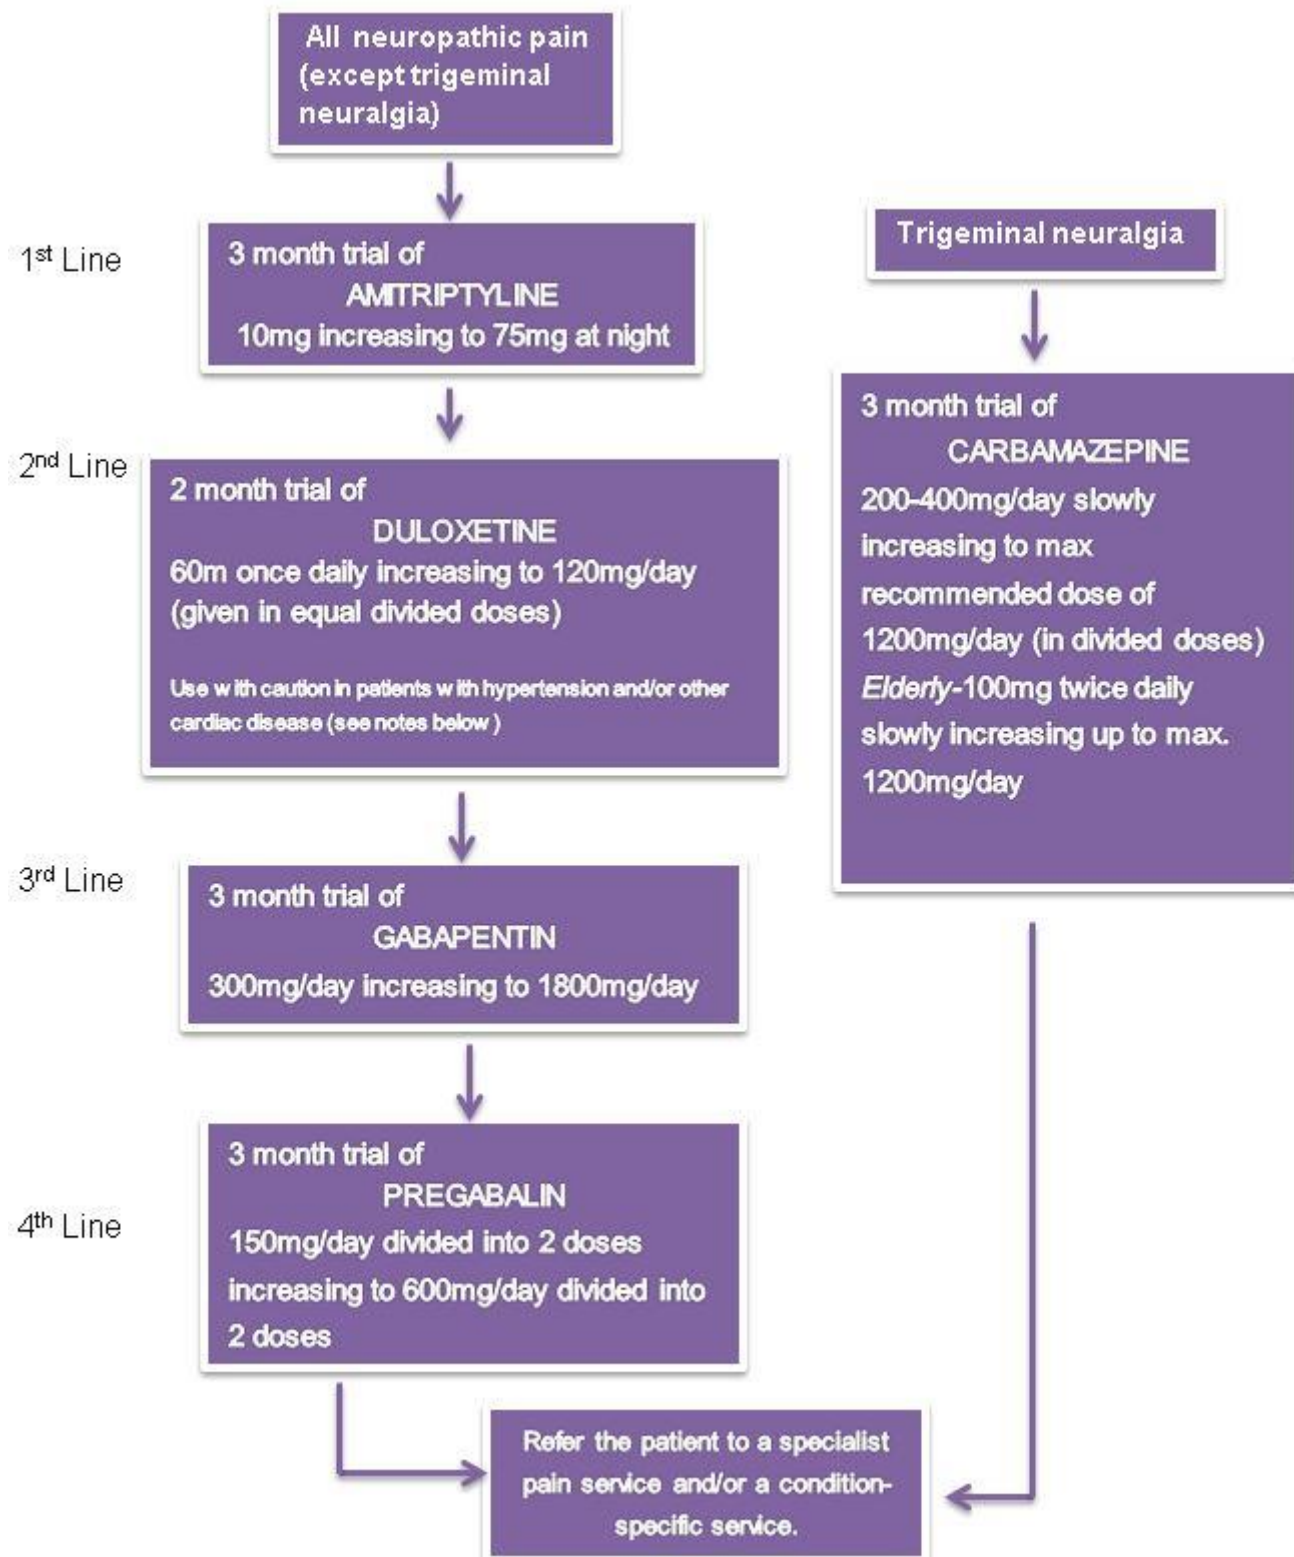 All neuropathic pain
(except trigeminal
neuralgia)
1st Line
3 month trial of
AMITRIPTYLINE
10mg increasing to 75mg at night
2nd Line
2 month trial of
DULOXETINE
60m once daily increasing to 120mg/day
(given in equal divided doses)
Use with caution in patients with hypertension and/or other
cardiac disease (see notes below )
3rd Line
3 month trial of
GABAPENTIN
300mg/day increasing to 1800mg/day
4th Line
3 month trial of
PREGABALIN
150mg/day divided into 2 doses
increasing to 600mg/day divided into
2 doses
Trigeminal neuralgia
3 month trial of
CARBAMAZEPINE
200-400mg/day slowly
increasing to max
recommended dose of
1200mg/day (in divided doses)
Elderly-100mg twice daily
slowly increasing up to max.
1200mg/day
Refer the patient to a specialist
pain service and/or a condition-
specific service.